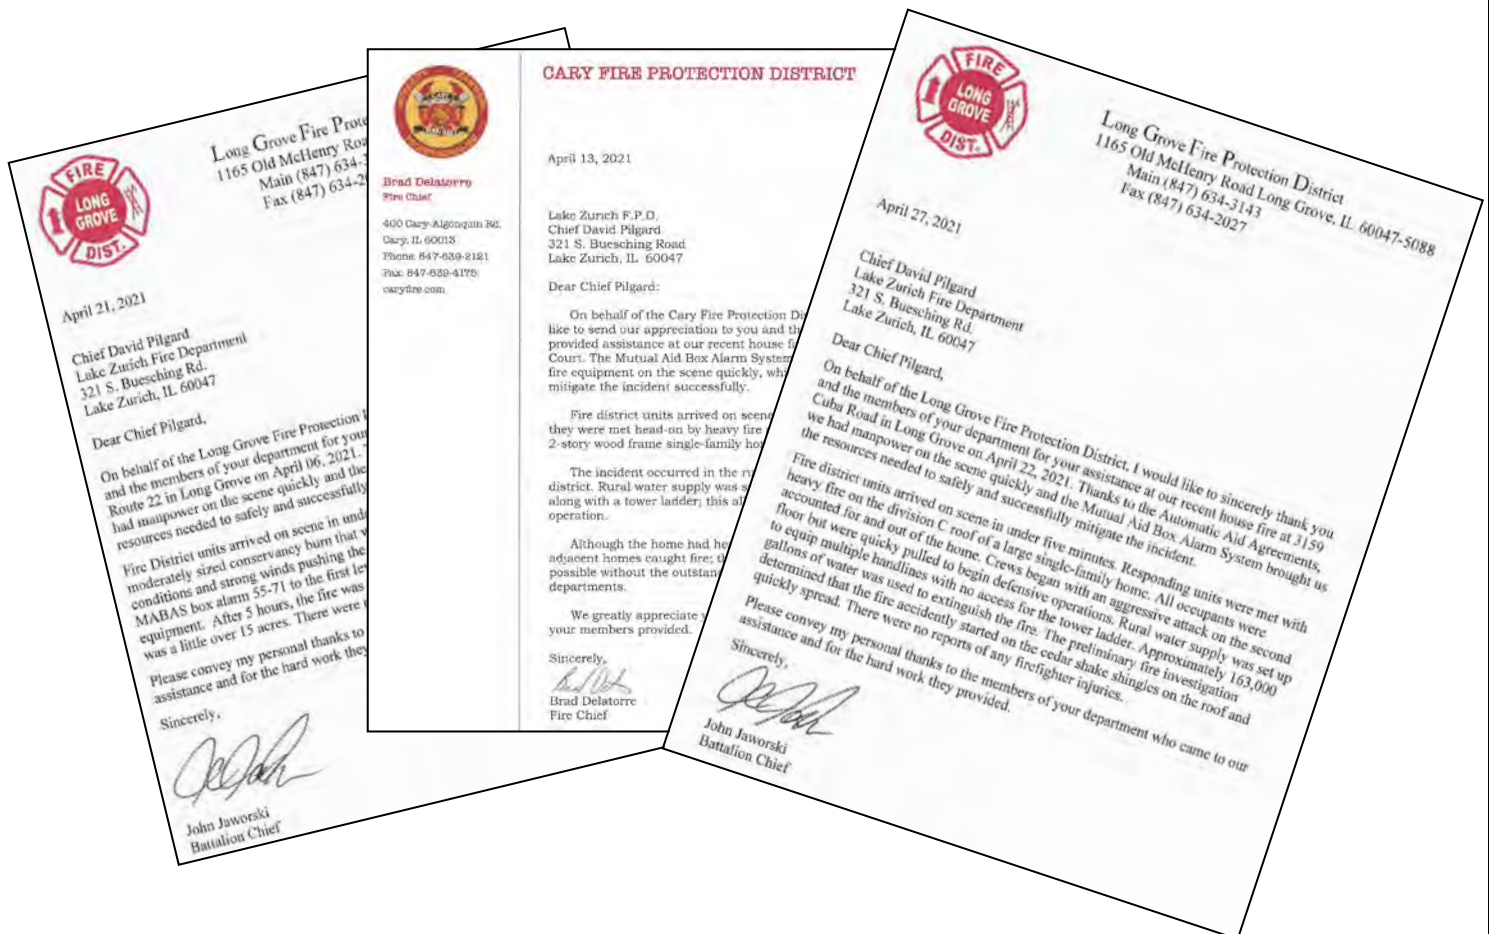 FIRE
LONG
GROVE
DIST.
Long Grove Fire
1165 Old McHenry
Main (847)
Fax (847)
April 21, 2021
Chief David Pilgard
Lake Zurich Fire Department
321 S. Buesching Rd.
Lake Zurich, IL 60047
Dear Chief Pilgard,
On behalf of the Long Grove Fire Protection
and the members of your department for your
Route 22 in Long Grove on April 06, 2021.
had manpower on the scene quickly and the
resources needed to safely and successfully
Fire District units arrived on scene in
moderately sized conservancy burn that
conditions and strong winds pushing the
MABAS box alarm 55-71 to the first
equipment. After 5 hours, the fire was
was a little over 15 acres. There were
Please convey my personal thanks to
assistance and for the hard work they
Sincerely,
John Jaworski
Battalion Chief
CARY
CARY FIRE PROTECTION DISTRICT
Brad Delatorre
Fire Chief
400 Cary-Algonquin Rd.
Cary, IL 60013
Phone: 847-639-2121
Fax: 847-639-4175
caryfire.com
April 13, 2021
Lake Zurich F.P.D.
Chief David Pilgard
321 S. Buesching Road
Lake Zurich, IL 60047
Dear Chief Pilgard:
On behalf of the Cary Fire Protection
like to send our appreciation to you and
provided assistance at our recent house
Court. The Mutual Aid Box Alarm System
fire equipment on the scene quickly,
mitigate the incident successfully.
Fire district units arrived on scene
they were met head-on by heavy fire
2-story wood frame single-family
The incident occurred in the
district. Rural water supply was
along with a tower ladder; this
operation.
Although the home had
adjacent homes caught fire;
possible without the
departments.
We greatly appreciate
your members provided.
Sincerely,
Brad Delatorre
Fire Chief
FIRE
LONG
GROVE
DIST.
Long Grove Fire Protection District
1165 Old McHenry Road Long Grove, IL 60047-5088
Main (847) 634-3143
Fax (847) 634-2027
April 27, 2021
Chief David Pilgard
Lake Zurich Fire Department
321 S. Buesching Rd.
Lake Zurich, IL 60047
Dear Chief Pilgard,
On behalf of the Long Grove Fire Protection District, I would like to sincerely thank you
and the members of your department for your assistance at our recent house fire at 3159
Cuba Road in Long Grove on April 22, 2021. Thanks to the Automatic Aid Agreements,
we had manpower on the scene quickly and the Mutual Aid Box Alarm System brought us
the resources needed to safely and successfully mitigate the incident.
Fire district units arrived on scene in under five minutes. Responding units were met with
heavy fire on the division C roof of a large single-family home. All occupants were
accounted for and out of the home. Crews began with an aggressive attack on the second
floor but were quicky pulled to begin defensive operations. Rural water supply was set up
to equip multiple handlines with no access for the tower ladder. Approximately 163,000
gallons of water was used to extinguish the fire. The preliminary fire investigation
determined that the fire accidently started on the cedar shake shingles on the roof and
quickly spread. There were no reports of any firefighter injuries.
Please convey my personal thanks to the members of your department who came to our
assistance and for the hard work they provided.
Sincerely,
John Jaworski
Battalion Chief